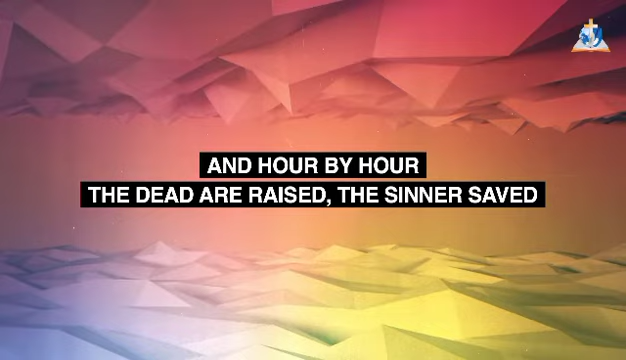 AND HOUR BY HOUR
THE DEAD ARE RAISED, THE SINNER SAVED